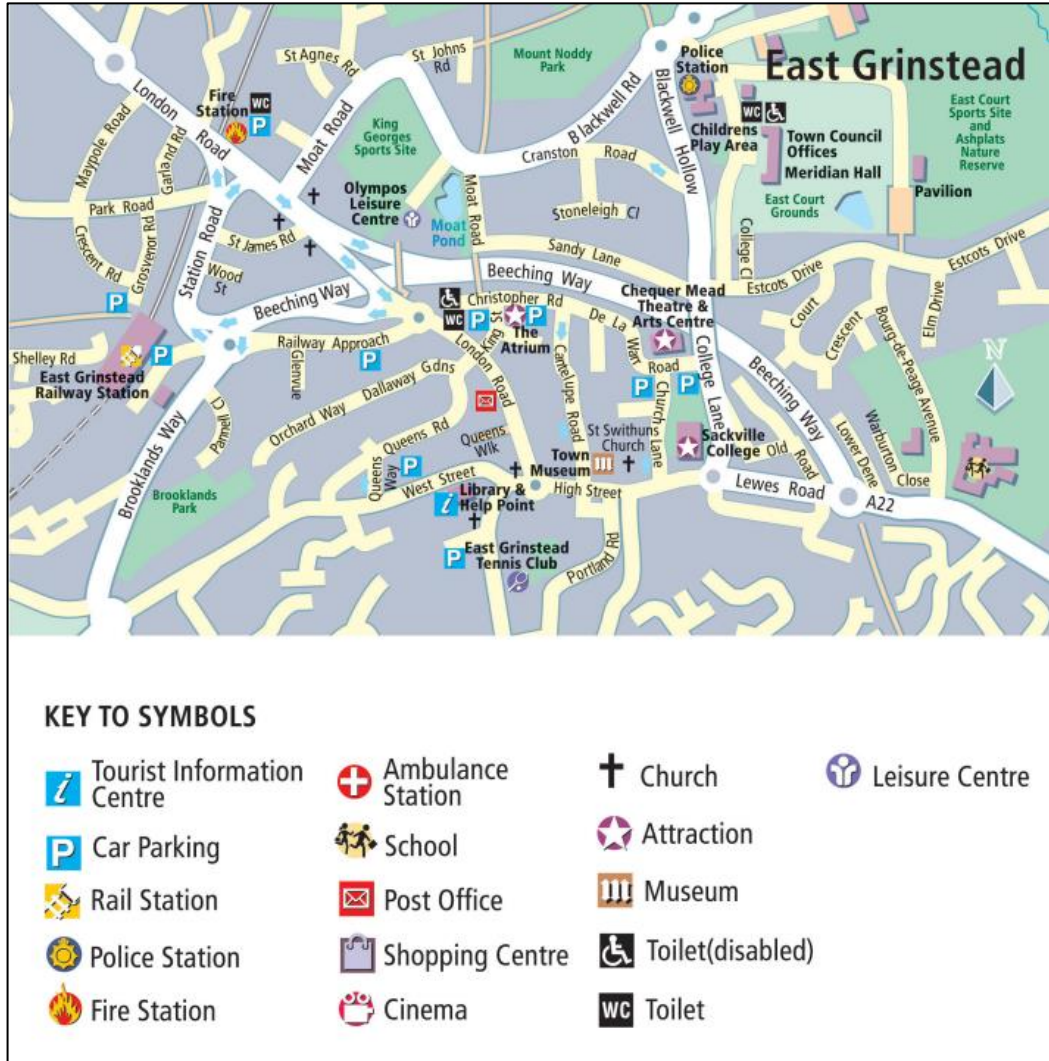 East Grinstead
St Agnes Rd
St Johns
Rd
Mount Noddy
Park
Police
Station
London
Road
Fire
Station
WC
P
Maypole Road
Garland Rd
Moat Road
King
Georges
Sports Site
Blackwell Rd
Blackwell
Hollow
Childrens
Play Area
WC
Town Council
Offices
Meridian Hall
East Court
Sports Site
and
Ashplats
Nature
Reserve
Cranston
Road
Park Road
Olympos
Leisure
Centre
Moat
Pond
Moat Road
Stoneleigh Cl
East Court
Grounds
Pavilion
Crescent Rd
Grosvenor Rd
Station Road
St James Rd
Wood
St
Sandy Lane
College Cl
Estcots Drive
Estcots Drive
Beeching Way
Beeching Way
P
WC
P
Christopher Rd
P
King St
The
Atrium
De La War
Road
Chequer Mead
Theatre &
Arts Centre
Court
Crescent
Bourg-de-Peage Avenue
Elm Drive
N
Shelley Rd
P
East Grinstead
Railway Station
Railway Approach
P
Glenvue
Dallaway Gdns
London Road
Cantelupe Road
P
P
Church Lane
College Lane
Beeching Way
Orchard Way
Pannell Cl
Queens Rd
Queens
Wlk
St Swithuns
Church
Sackville
College
Old
Road
Lower Dene
Warburton
Close
Brooklands Way
Brooklands
Park
Queens
Way
P
West Street
Town
Museum
High Street
Lewes Road
A22
i
Library &
Help Point
P
East Grinstead
Tennis Club
Portland Rd
KEY TO SYMBOLS
i Tourist Information
Centre
P Car Parking
Rail Station
Police Station
Fire Station
Ambulance
Station
School
Post Office
Shopping Centre
Cinema
Church
Attraction
Museum
Toilet(disabled)
WC Toilet
Leisure Centre